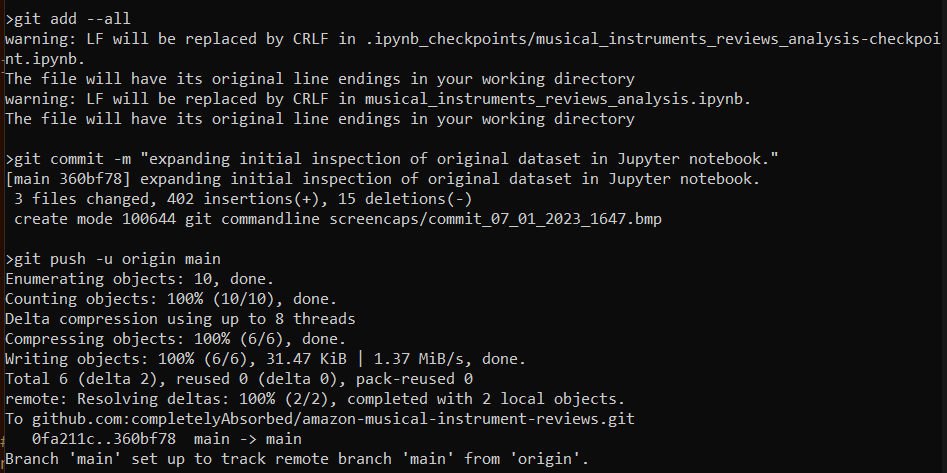 >git add --all
warning: LF will be replaced by CRLF in .ipynb_checkpoints/musical_instruments_reviews_analysis-checkpoi
nt.ipynb.
The file will have its original line endings in your working directory
warning: LF will be replaced by CRLF in musical_instruments_reviews_analysis.ipynb.
The file will have its original line endings in your working directory
>git commit -m "expanding initial inspection of original dataset in Jupyter notebook."
[main 360bf78] expanding initial inspection of original dataset in Jupyter notebook.
 3 files changed, 402 insertions(+), 15 deletions(-)
 create mode 100644 git commandline screencaps/commit_07_01_2023_1647.bmp
>git push -u origin main
Enumerating objects: 10, done.
Counting objects: 100% (10/10), done.
Delta compression using up to 8 threads
Compressing objects: 100% (6/6), done.
Writing objects: 100% (6/6), 31.47 KiB | 1.37 MiB/s, done.
Total 6 (delta 2), reused 0 (delta 0), pack-reused 0
remote: Resolving deltas: 100% (2/2), completed with 2 local objects.
To github.com:completelyAbsorbed/amazon-musical-instrument-reviews.git
   0fa211c..360bf78  main -> main
Branch 'main' set up to track remote branch 'main' from 'origin'.